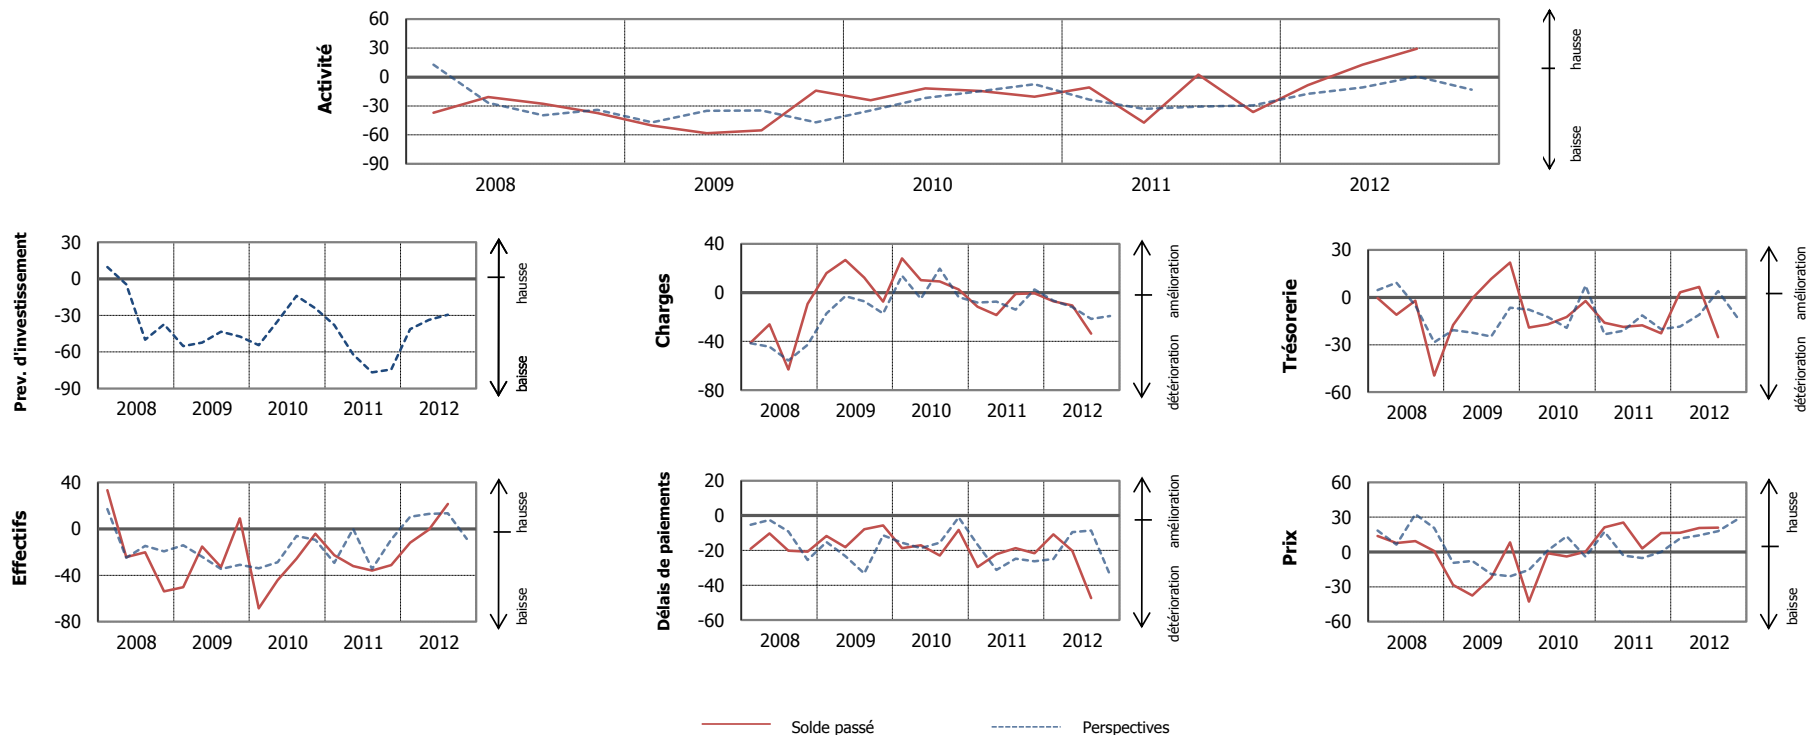 Activité
60
30
0
-30
-60
-90
2008 2009 2010 2011 2012
hausse
baisse
Prev. d'investissement
30
0
-30
-60
-90
2008 2009 2010 2011 2012
hausse
baisse
Charges
40
0
-40
-80
2008 2009 2010 2011 2012
amélioration
détérioration
Trésorerie
30
0
-30
-60
2008 2009 2010 2011 2012
amélioration
détérioration
Effectifs
40
0
-40
-80
2008 2009 2010 2011 2012
hausse
baisse
Délais de paiements
20
0
-20
-40
-60
2008 2009 2010 2011 2012
amélioration
détérioration
Prix
60
30
0
-30
-60
2008 2009 2010 2011 2012
hausse
baisse
Solde passé
Perspectives